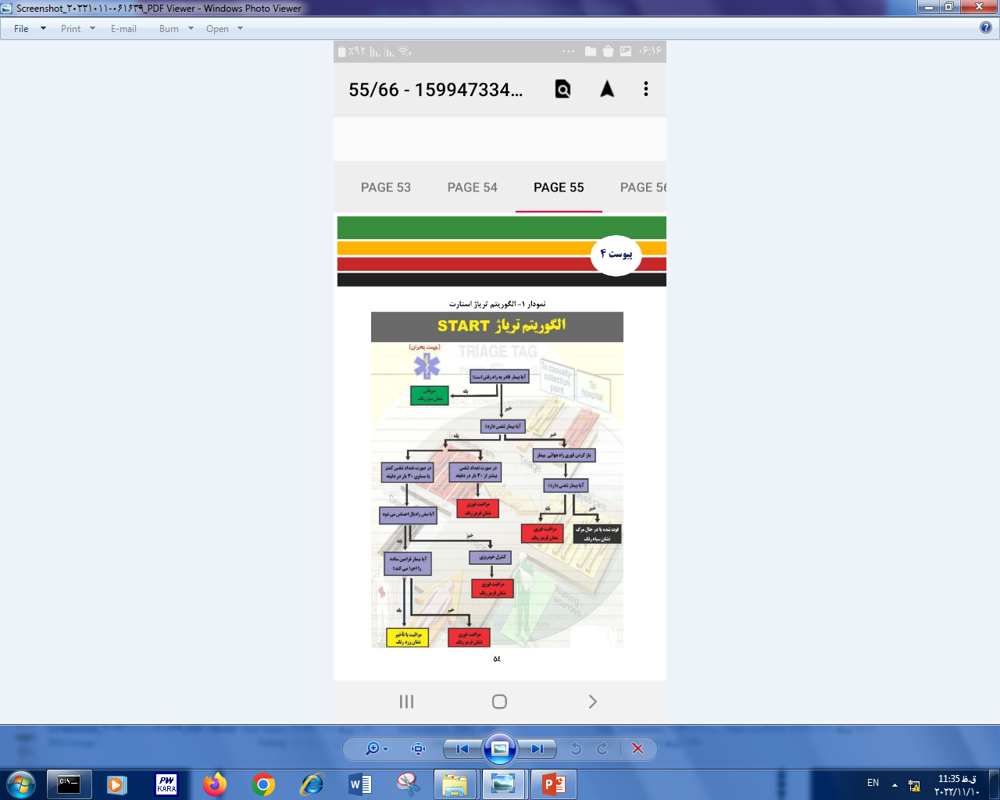 Screenshot_۲۰۲۲۱۰۱۱-۰۶۱۶۳۹_PDF Viewer - Windows Photo Viewer
File Print E-mail Burn Open
٪۹۲
۰۶:۱۶
55/66 - 159947334...
PAGE 53 PAGE 54 PAGE 55 PAGE 56
پیوست ۴
نمودار ۱- الگوریتم تریاژ استارت
الگوریتم تریاژ START
(جهت بحران)
TRIAGE TAG
To casualty-collection point
To hospital
آیا بیمار قادر به راه رفتن است؟
بله
سرپائی
نشان سبز رنگ
خیر
آیا بیمار تنفس دارد؟
بله
خیر
در صورت تعداد تنفس کمتر
یا مساوی ۳۰ بار در دقیقه
در صورت تعداد تنفس
بیشتر از ۳۰ بار در دقیقه
باز کردن فوری راه هوائی بیمار
Triage
آیا بیمار تنفس دارد؟
مراقبت فوری
نشان قرمز رنگ
بله
خیر
آیا نبض رادیال احساس می شود
مراقبت فوری
نشان قرمز رنگ
فوت شده یا در حال مرگ
نشان سیاه رنگ
بله
خیر
آیا بیمار فرامین ساده
را اجرا می کند؟
کنترل خونریزی
مراقبت فوری
نشان قرمز رنگ
Walking wounded
بله
خیر
مراقبت با تأخیر
نشان زرد رنگ
مراقبت فوری
نشان قرمز رنگ
٥٤
C:\.
PW
KARA
EN
11:35 ق.ظ
۲۰۲۲/۱۱/۱۰